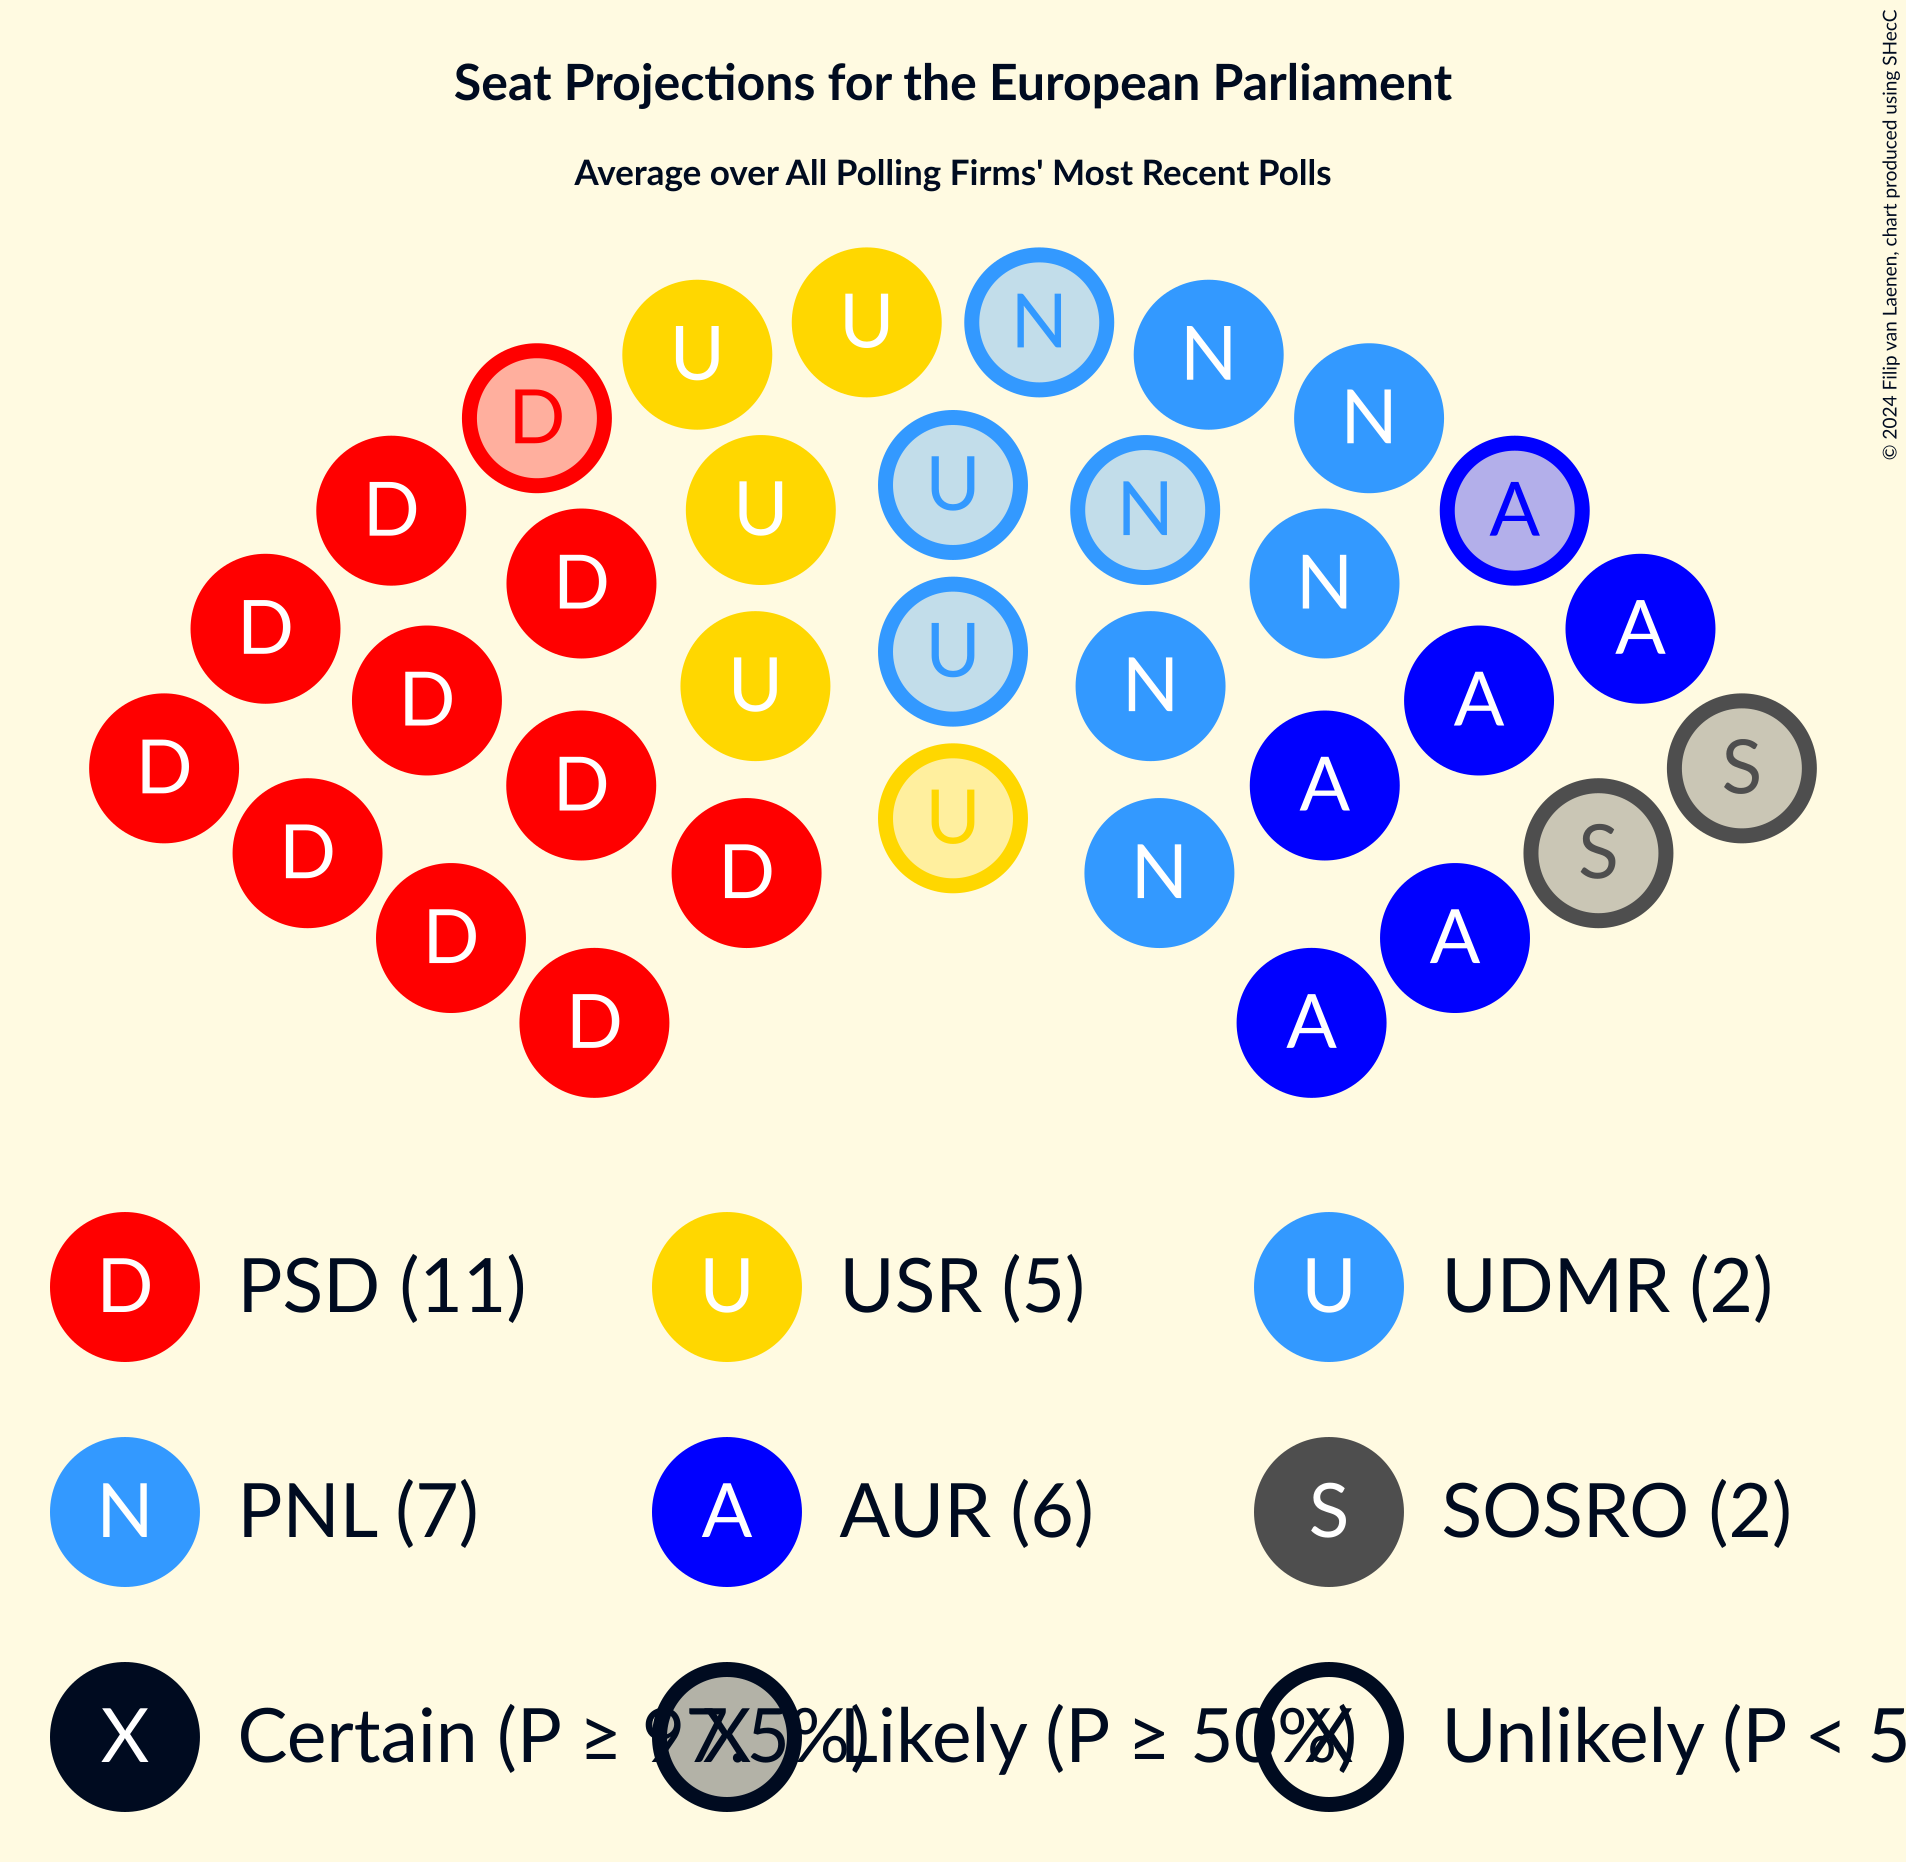 Seat Projections for the European Parliament
Average over All Polling Firms' Most Recent Polls
© 2024 Filip van Laenen, chart produced using SHecC
U U N N
D U N N
D D U U N N A
D D U U N A A
D D D U N A S
D D U N A S
D D N A
D A
D PSD (11) U USR (5) U UDMR (2)
N PNL (7) A AUR (6) S SOSRO (2)
X Certain (P ≥ 97.5%) X Likely (P ≥ 50%) X Unlikely (P < 5